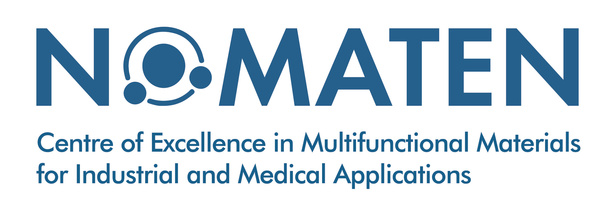 NOMATEN
Centre of Excellence in Multifunctional Materials
for Industrial and Medical Applications